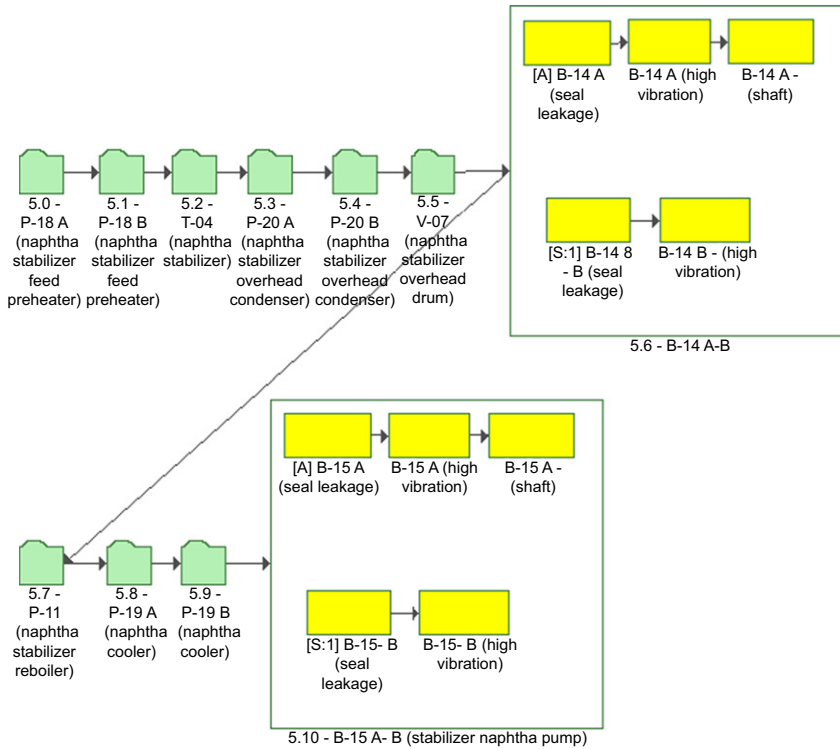 [A] B-14 A
(seal
leakage)
B-14 A (high
vibration)
B-14 A -
(shaft)
[S:1] B-14 8
- B (seal
leakage)
B-14 B - (high
vibration)
5.6 - B-14 A-B
5.0 -
P-18 A
(naphtha
stabilizer
feed
preheater)
5.1 -
P-18 B
(naphtha
stabilizer
feed
preheater)
5.2 -
T-04
(naphtha
stabilizer)
5.3 -
P-20 A
(naphtha
stabilizer
overhead
condenser)
5.4 -
P-20 B
(naphtha
stabilizer
overhead
condenser)
5.5 -
V-07
(naphtha
stabilizer
overhead
drum)
[A] B-15 A
(seal leakage)
B-15 A (high
vibration)
B-15 A -
(shaft)
[S:1] B-15- B
(seal
leakage)
B-15- B (high
vibration)
5.7 -
P-11
(naphtha
stabilizer
reboiler)
5.8 -
P-19 A
(naphtha
cooler)
5.9 -
P-19 B
(naphtha
cooler)
5.10 - B-15 A- B (stabilizer naphtha pump)